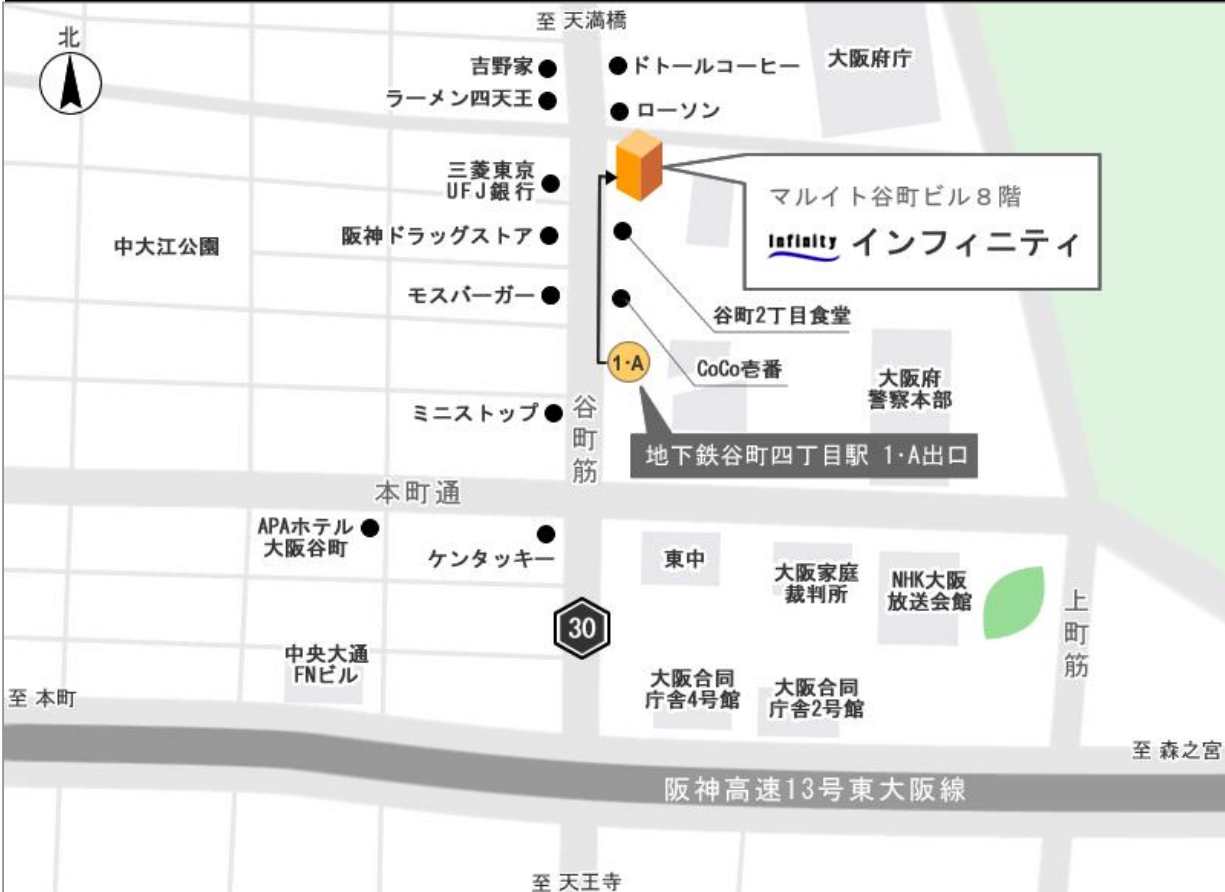 至 天満橋
北
吉野家
ドトールコーヒー
大阪府庁
ラーメン四天王
ローソン
三菱東京
UFJ銀行
マルイト谷町ビル８階
Infinity インフィニティ
阪神ドラッグストア
中大江公園
モスバーガー
谷町2丁目食堂
1・A
CoCo壱番
大阪府
警察本部
ミニストップ
谷町筋
地下鉄谷町四丁目駅 1・A出口
本町通
APAホテル
大阪谷町
ケンタッキー
東中
大阪家庭
裁判所
NHK大阪
放送会館
上町筋
30
中央大通
FNビル
大阪合同
庁舎4号館
大阪合同
庁舎2号館
至 本町
至 森之宮
阪神高速13号東大阪線
至 天王寺